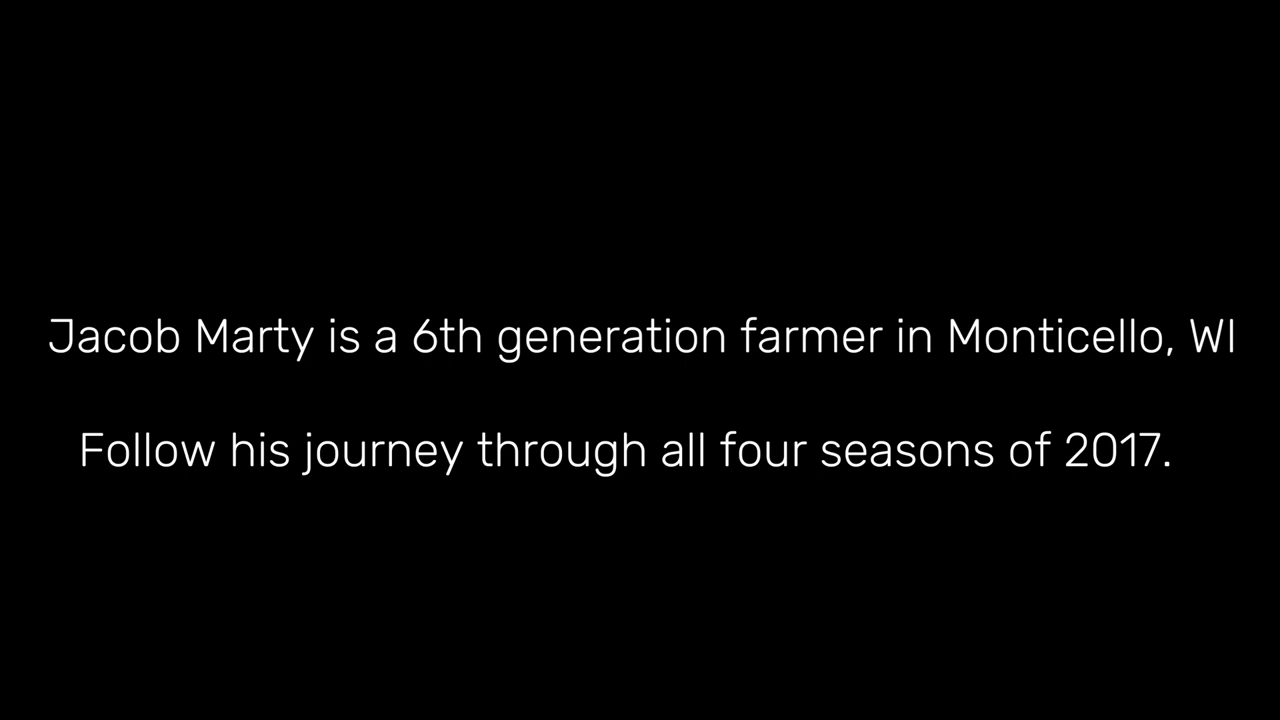 Jacob Marty is a 6th generation farmer in Monticello, WI
Follow his journey through all four seasons of 2017.